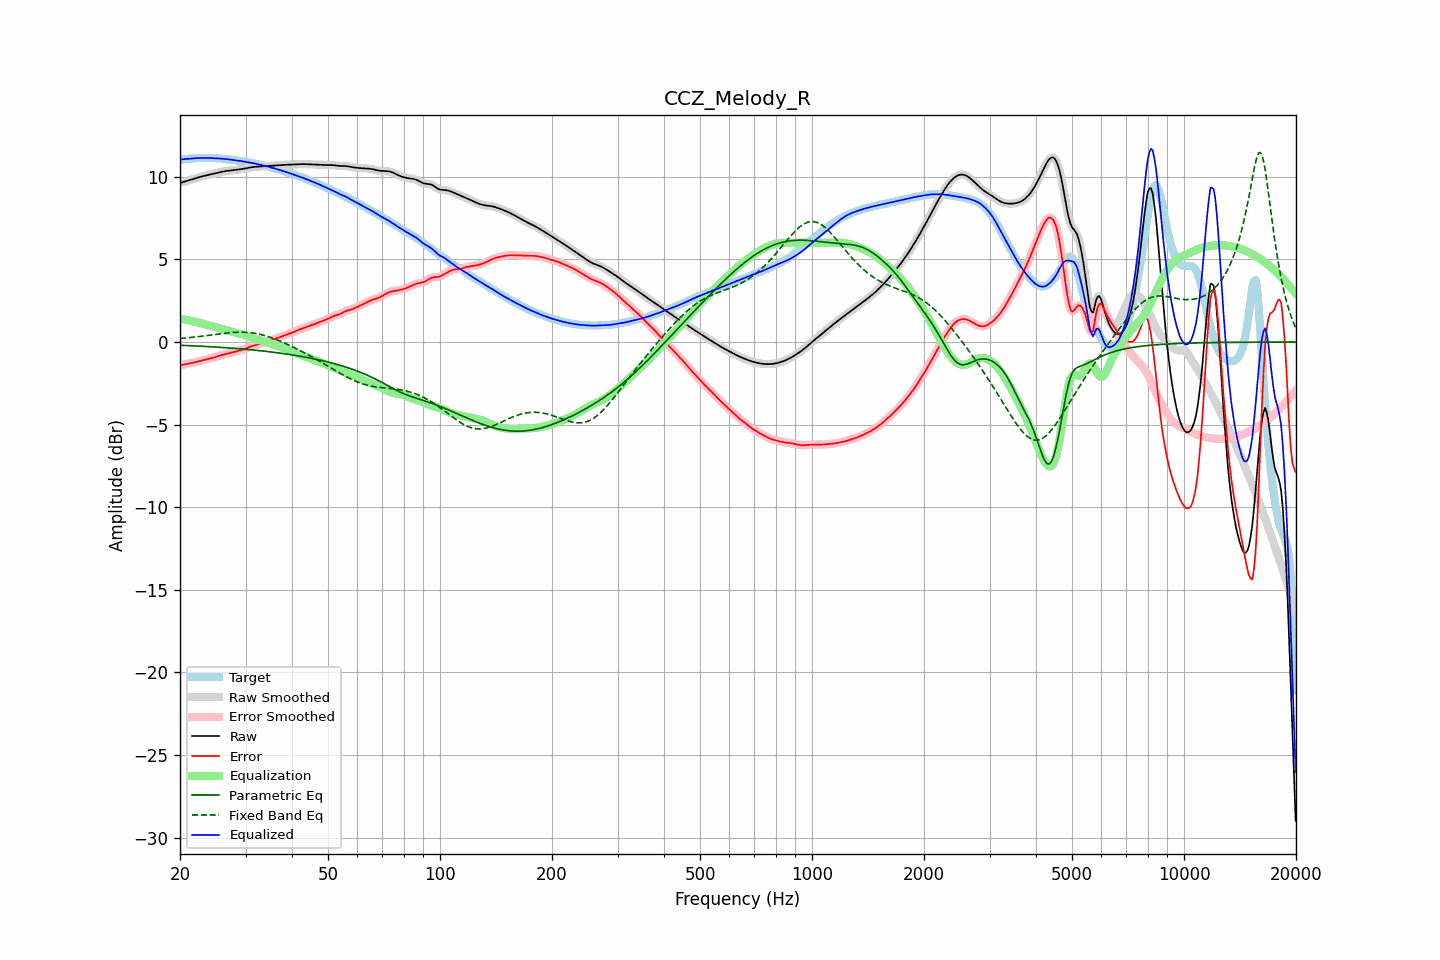 CCZ_Melody_R
Amplitude (dBr)
10
5
0
−5
−10
−15
−20
−25
−30
Target
Raw Smoothed
Error Smoothed
Raw
Error
Equalization
Parametric Eq
Fixed Band Eq
Equalized
20 50 100 200 500 1000 2000 5000 10000 20000
Frequency (Hz)